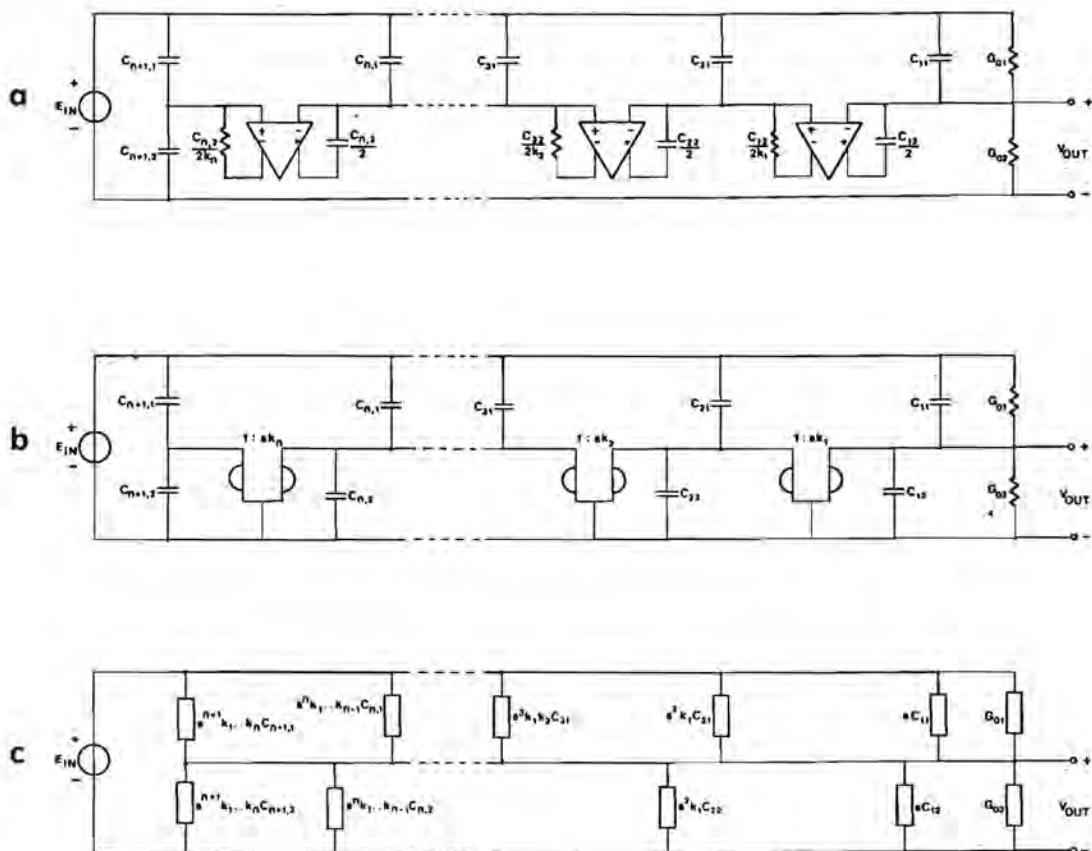 a
E_IN
+
-
C_n+1,1
C_n,1
C_31
C_21
C_11
G_01
C_n+1,2
C_n,2/2k_n
+ -
C_n,2/2
C_22/2k_2
+ -
- +
C_22/2
C_12/2k_1
+ -
- +
C_12/2
G_02
+
V_OUT
-
b
E_IN
+
-
C_n+1,1
C_n,1
C_31
C_21
C_11
G_01
1:sk_n
1:sk_2
1:sk_1
C_n+1,2
C_n,2
C_22
C_12
G_02
+
V_OUT
-
c
E_IN
+
-
s^n+1 k_1...k_n C_n+1,1
s^n k_1...k_n-1 C_n,1
s^3 k_1 k_2 C_31
s^2 k_1 C_21
sC_11
G_01
s^n+1 k_1...k_n C_n+1,2
s^n k_1...k_n-1 C_n,2
s^2 k_1 C_22
sC_12
G_02
+
V_OUT
-